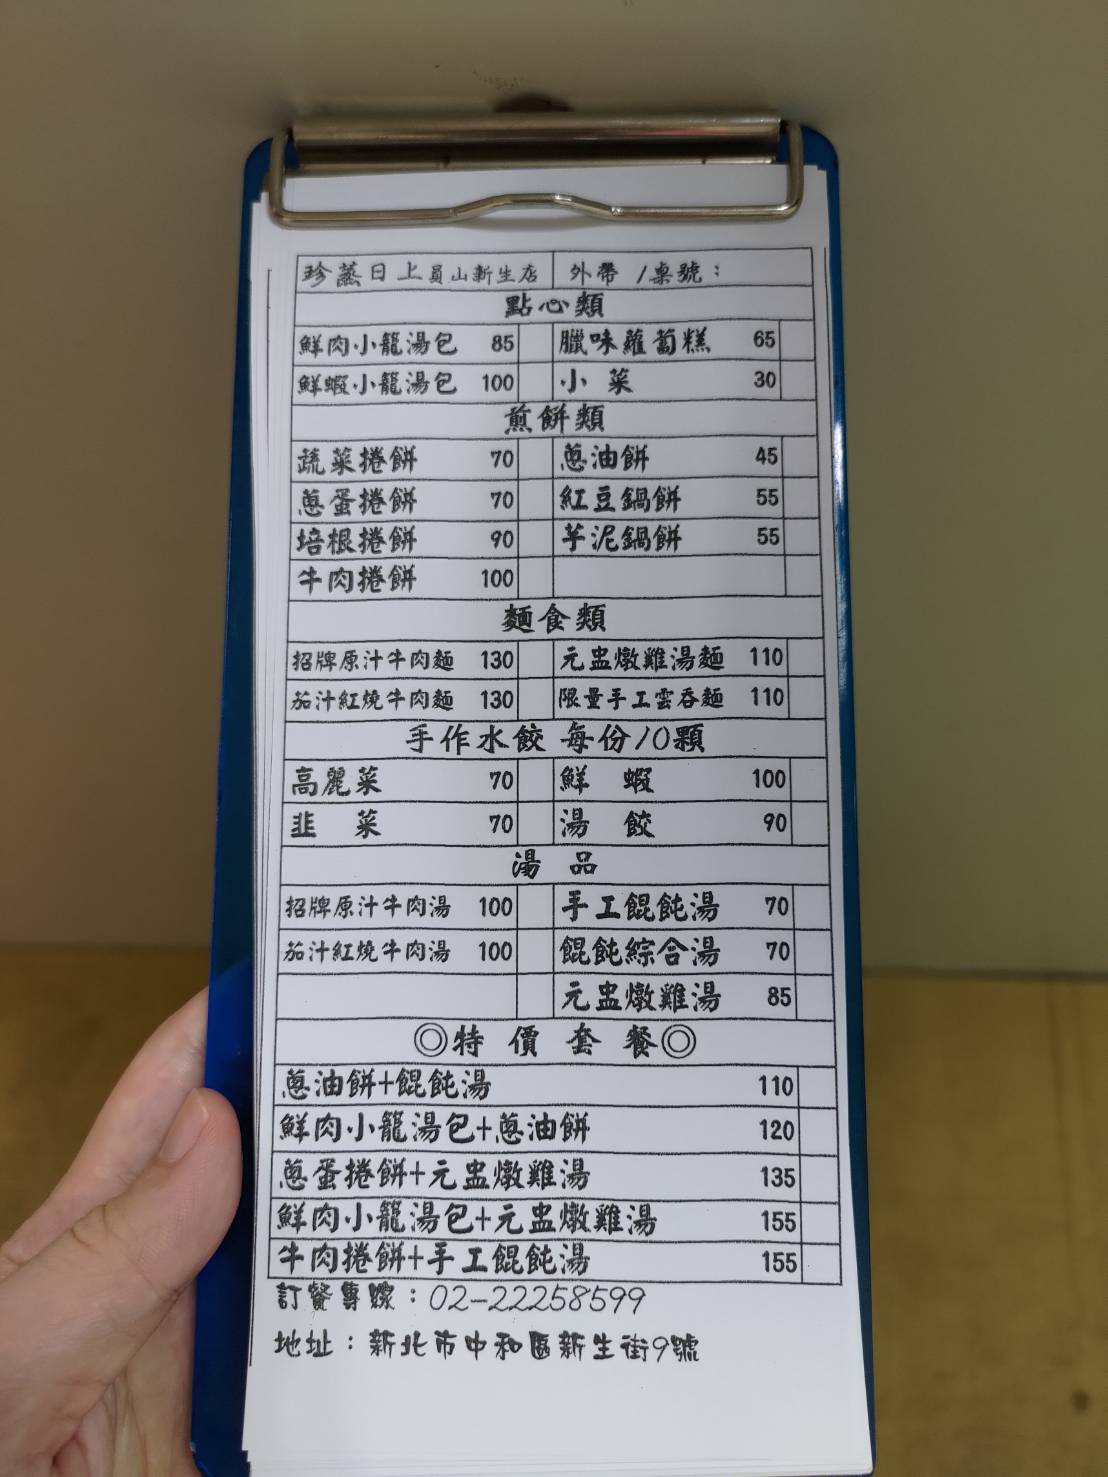 珍蒸日上員山新生店 外帶 /桌號：
點心類
鮮肉小籠湯包 85 臘味蘿蔔糕 65
鮮蝦小籠湯包 100 小菜 30
煎餅類
蔬菜捲餅 70 蔥油餅 45
蔥蛋捲餅 70 紅豆鍋餅 55
培根捲餅 90 芋泥鍋餅 55
牛肉捲餅 100
麵食類
招牌原汁牛肉麵 130 元盅燉雞湯麵 110
茄汁紅燒牛肉麵 130 限量手工雲吞麵 110
手作水餃 每份10顆
高麗菜 70 鮮 蝦 100
韭 菜 70 湯 餃 90
湯 品
招牌原汁牛肉湯 100 手工餛飩湯 70
茄汁紅燒牛肉湯 100 餛飩綜合湯 70
元盅燉雞湯 85
◎特 價 套 餐◎
蔥油餅+餛飩湯 110
鮮肉小籠湯包+蔥油餅 120
蔥蛋捲餅+元盅燉雞湯 135
鮮肉小籠湯包+元盅燉雞湯 155
牛肉捲餅+手工餛飩湯 155
訂餐專線：02-22258599
地址：新北市中和區新生街9號